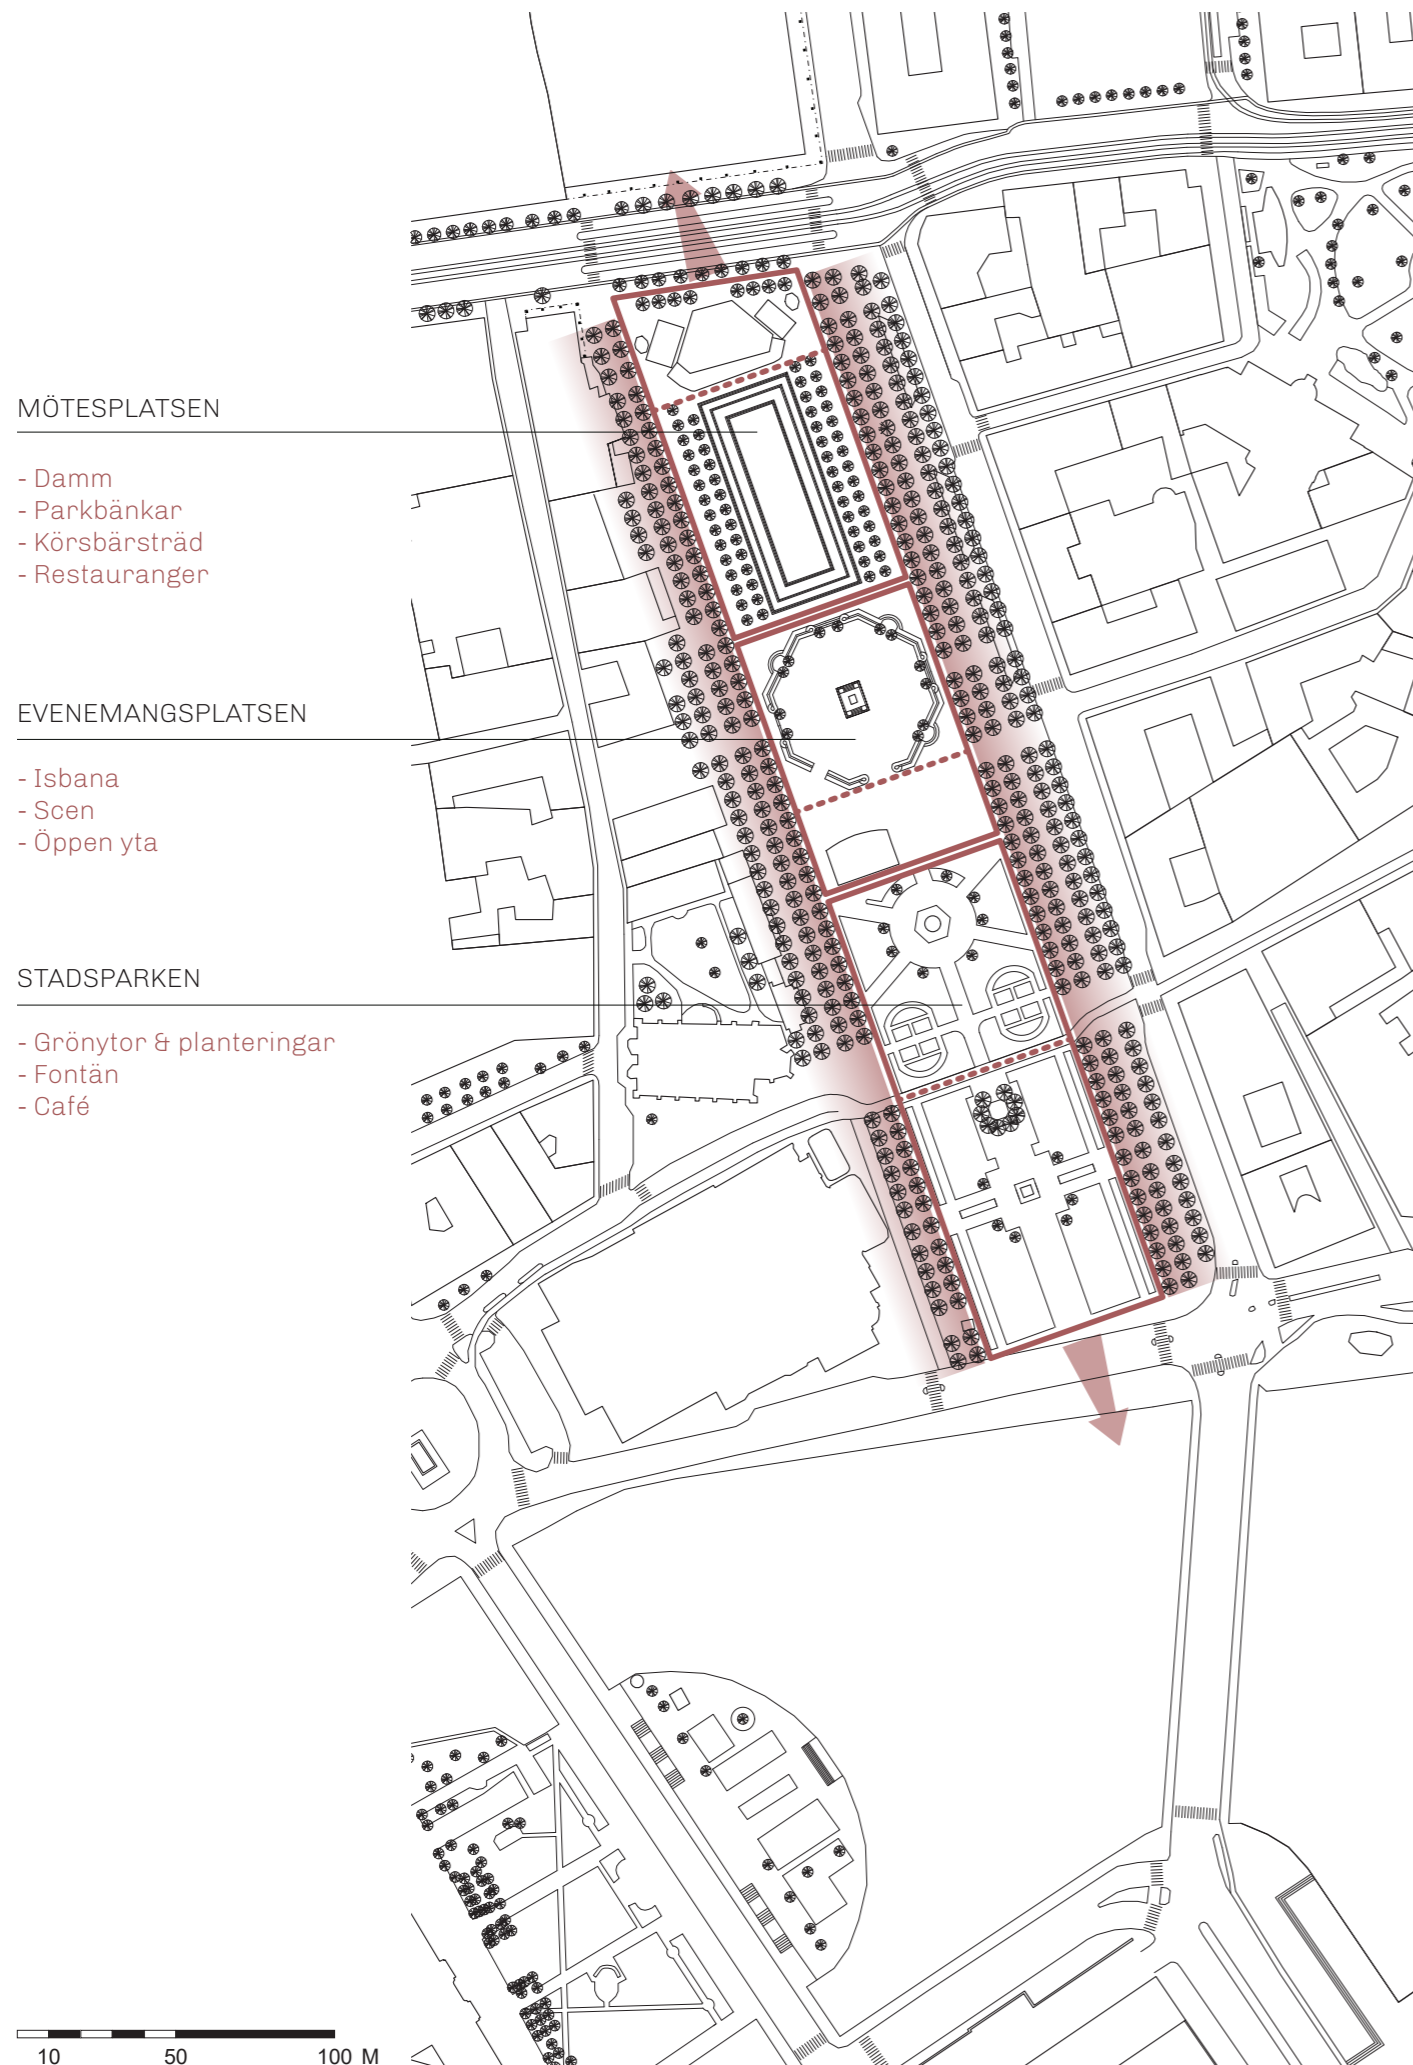 MÖTESPLATSEN
- Damm
- Parkbänkar
- Körsbärsträd
- Restauranger
EVENEMANGSPLATSEN
- Isbana
- Scen
- Öppen yta
STADSPARKEN
- Grönytor & planteringar
- Fontän
- Café
10 50 100 M